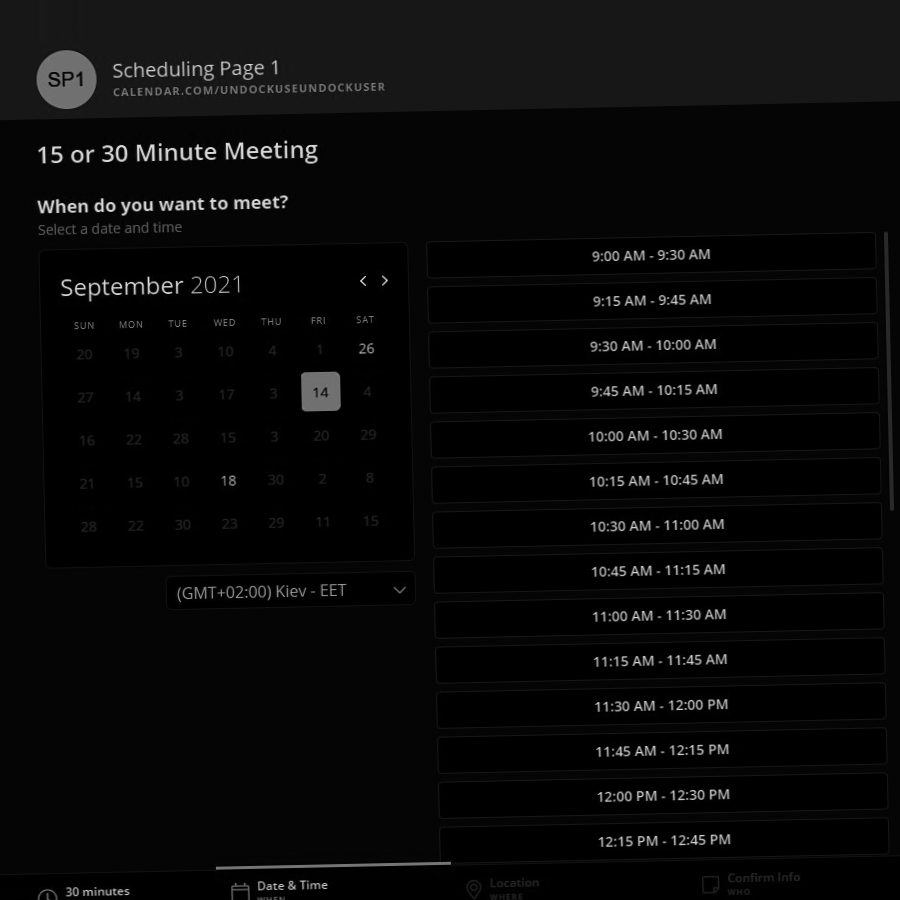 SP1
Scheduling Page 1
CALENDAR.COM/UNDOCKUSEUNDOCKUSER
15 or 30 Minute Meeting
When do you want to meet?
Select a date and time
September 2021
SUN MON TUE WED THU FRI SAT
20 19 3 10 4 1 26
27 14 3 17 3 14 4
16 22 28 15 3 20 29
21 15 10 18 30 2 8
28 22 30 23 29 11 15
(GMT+02:00) Kiev - EET
9:00 AM - 9:30 AM
9:15 AM - 9:45 AM
9:30 AM - 10:00 AM
9:45 AM - 10:15 AM
10:00 AM - 10:30 AM
10:15 AM - 10:45 AM
10:30 AM - 11:00 AM
10:45 AM - 11:15 AM
11:00 AM - 11:30 AM
11:15 AM - 11:45 AM
11:30 AM - 12:00 PM
11:45 AM - 12:15 PM
12:00 PM - 12:30 PM
12:15 PM - 12:45 PM
30 minutes
Date & Time
WHEN
Location
WHERE
Confirm Info
WHO